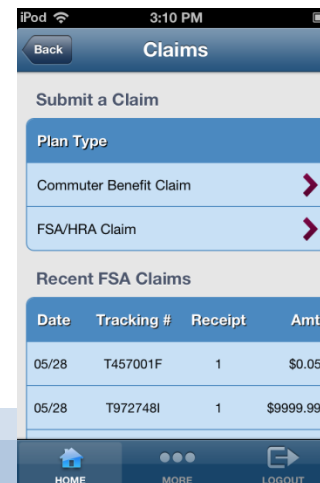 iPod 3:10 PM
Back Claims
Submit a Claim
Plan Type
Commuter Benefit Claim
FSA/HRA Claim
Recent FSA Claims
Date Tracking # Receipt Amt
05/28 T457001F 1 $0.05
05/28 T972748I 1 $9999.99
HOME MORE LOGOUT